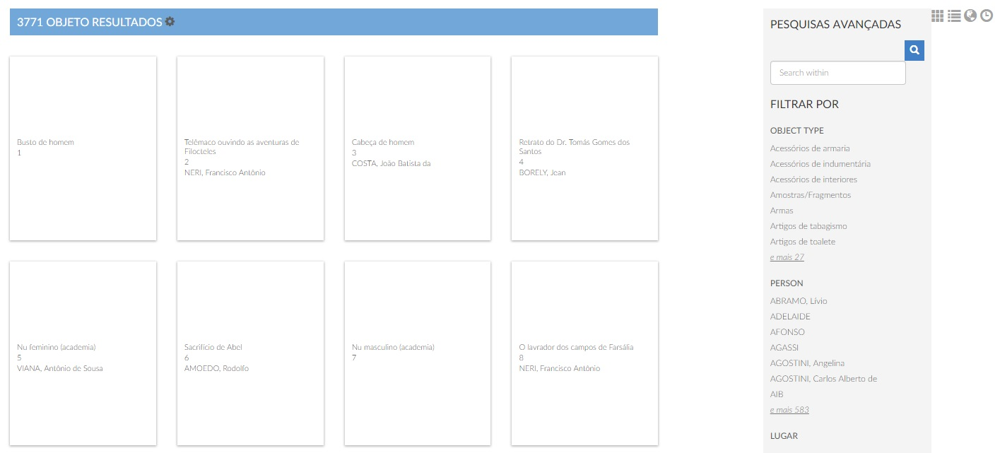 3771 OBJETO RESULTADOS
Busto de homem
1
Telêmaco ouvindo as aventuras de
Filocteles
2
NERI, Francisco Antônio
Cabeça de homem
3
COSTA, João Batista da
Retrato do Dr. Tomás Gomes dos
Santos
4
BORELY, Jean
Nu feminino (academia)
5
VIANA, Antônio de Sousa
Sacrifício de Abel
6
AMOEDO, Rodolfo
Nu masculino (academia)
7
O lavrador dos campos de Farsália
8
NERI, Francisco Antônio
PESQUISAS AVANÇADAS
Search within
FILTRAR POR
OBJECT TYPE
Acessórios de armaria
Acessórios de indumentária
Acessórios de interiores
Amostras/Fragmentos
Armas
Artigos de tabagismo
Artigos de toalete
e mais 27
PERSON
ABRAMO, Lívio
ADELAIDE
AFONSO
AGASSI
AGOSTINI, Angelina
AGOSTINI, Carlos Alberto de
AIB
e mais 583
LUGAR